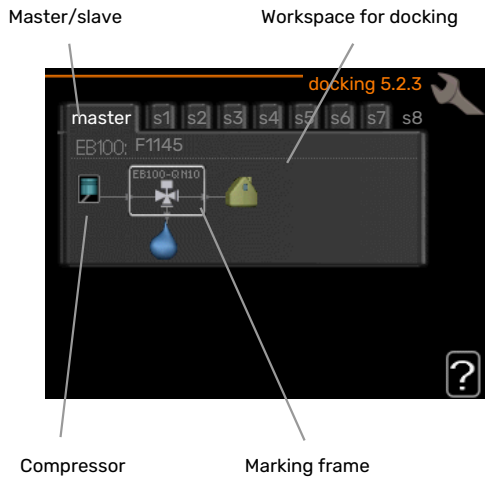 Master/slave Workspace for docking
docking 5.2.3
master s1 s2 s3 s4 s5 s6 s7 s8
EB100: F1145
EB100-QN10
?
Compressor Marking frame